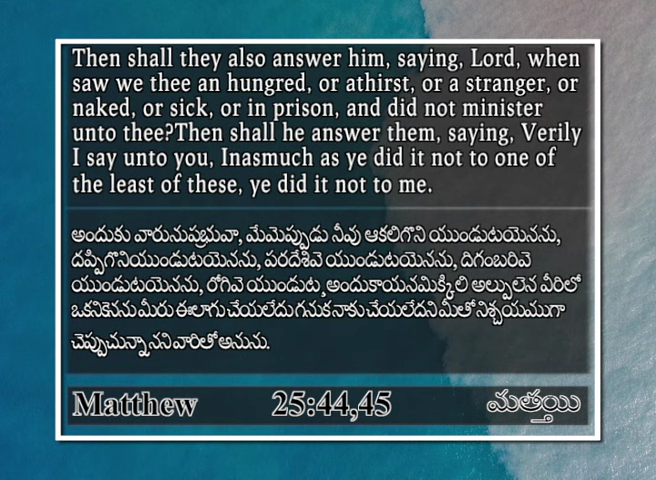 Then shall they also answer him, saying, Lord, when
saw we thee an hungred, or athirst, or a stranger, or
naked, or sick, or in prison, and did not minister
unto thee?Then shall he answer them, saying, Verily
I say unto you, Inasmuch as ye did it not to one of
the least of these, ye did it not to me.
అందుకు వారునుప్రభువా, మేమెప్పుడు నీవు ఆకలిగొని యుండుటయైనను,
దప్పిగొనియుండుటయైనను, పరదేశివై యుండుటయైనను, దిగంబరివై
యుండుటయైనను, రోగివై యుండుట, అందుకాయనమిక్కిలి అల్పులైన వీరిలో
ఒకనికైననుమీరు ఈలాగు చేయలేదు గనుక నాకు చేయలేదని మీతో నిశ్చయముగా
చెప్పుచున్నానని వారితో అనును.
Matthew 25:44,45 మత్తయి